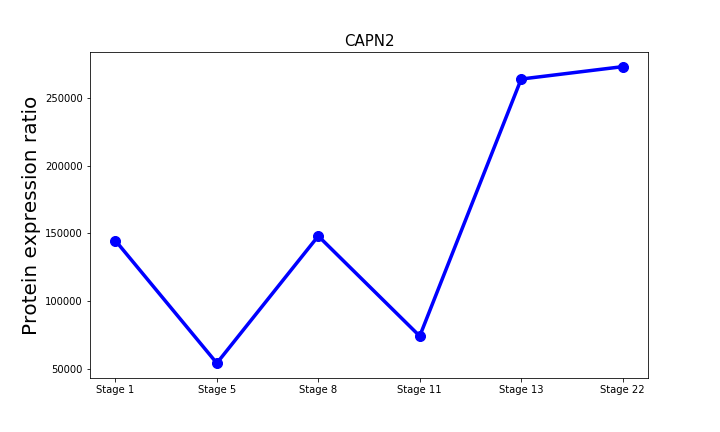 CAPN2
Protein expression ratio
250000
200000
150000
100000
50000
Stage 1 Stage 5 Stage 8 Stage 11 Stage 13 Stage 22